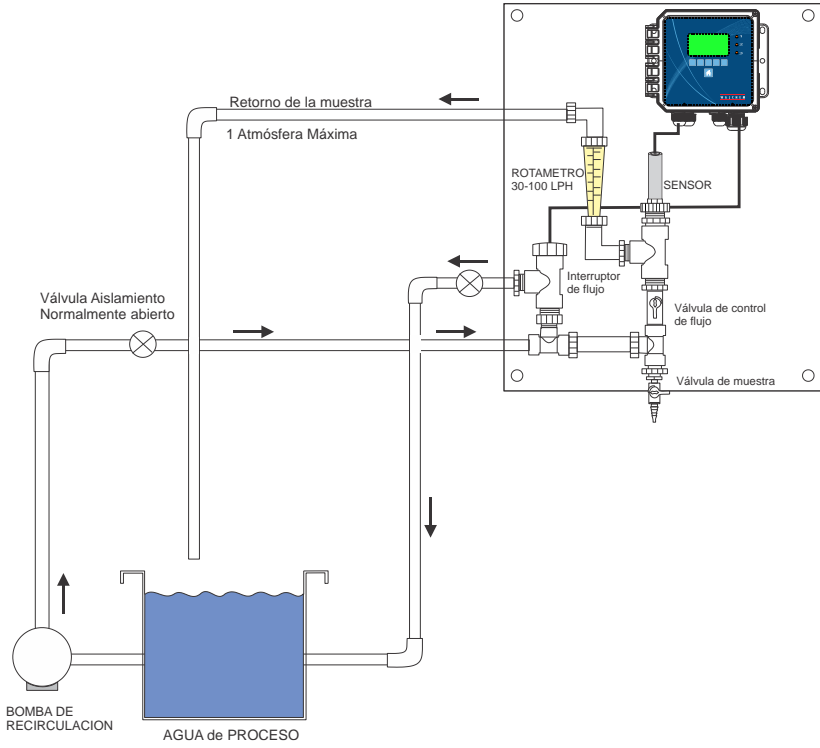 Retorno de la muestra
1 Atmósfera Máxima
ROTAMETRO
30-100 LPH
SENSOR
Interruptor
de flujo
Válvula Aislamiento
Normalmente abierto
Válvula de control
de flujo
Válvula de muestra
BOMBA DE
RECIRCULACION
AGUA de PROCESO